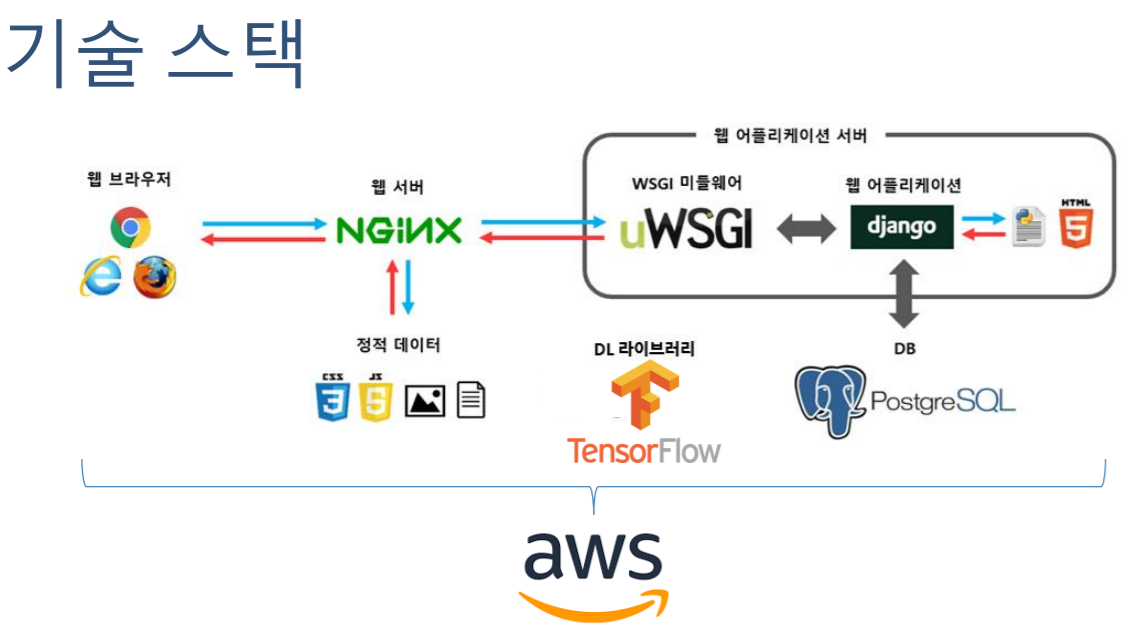 기술 스택
웹 어플리케이션 서버
웹 브라우저
웹 서버
WSGI 미들웨어
웹 어플리케이션
NGiNX
uWSGI
django
HTML
5
정적 데이터
DL 라이브러리
DB
CSS
3
JS
5
TensorFlow
PostgreSQL
aws